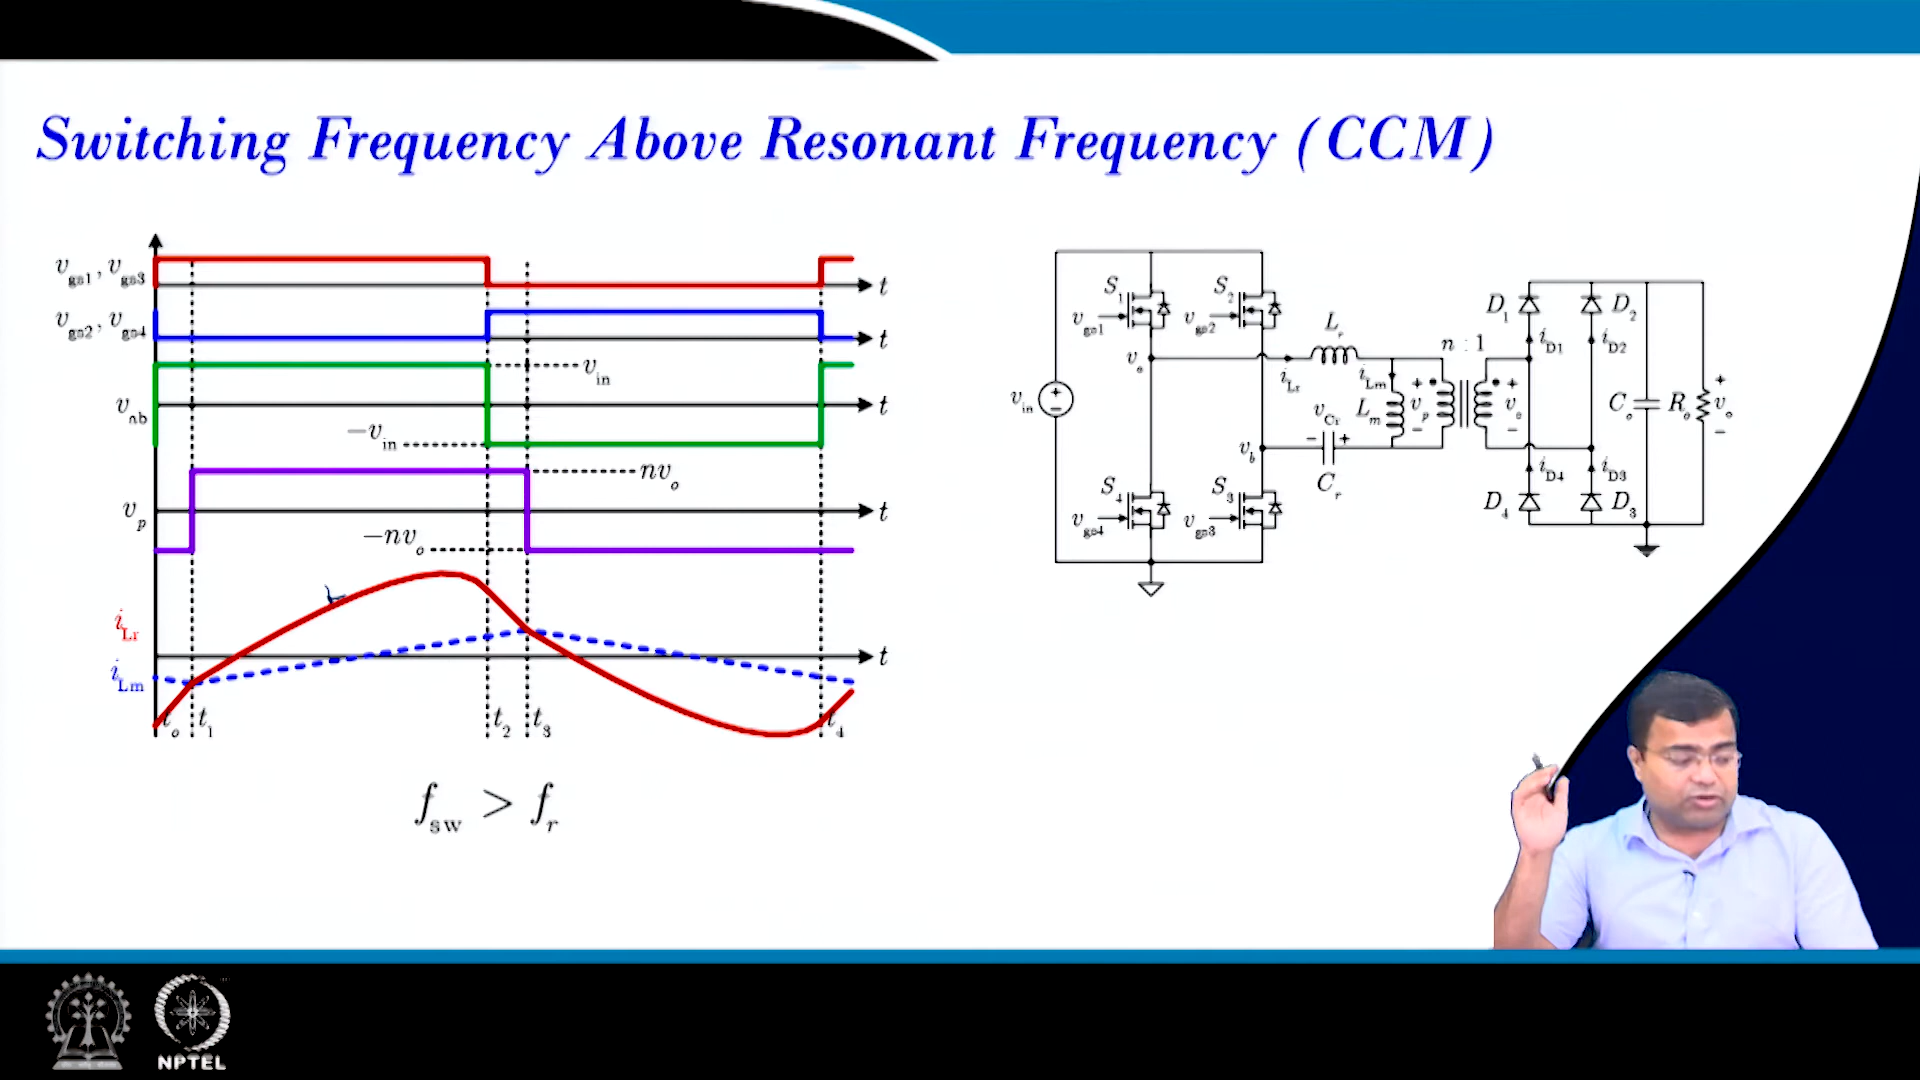 Switching Frequency Above Resonant Frequency (CCM)
v_gs1, v_gs3
t
v_gs2, v_gs4
t
v_in
v_ab
t
−v_in
nv_o
v_p
t
−nv_o
i_Lr
t
i_Lm
t_o t_1 t_2 t_3 t_4
f_sw > f_r
S_1 S_2 D_1 D_2
v_gs1 v_gs2 L_r n : 1 i_D1 i_D2
v_a
i_Lr i_Lm
v_in + + v_p + v_s C_o R_o + v_o
L_m
v_Cr
− +
v_b
C_r
i_D4 i_D3
S_4 S_3 D_4 D_3
v_gs4 v_gs3
NPTEL